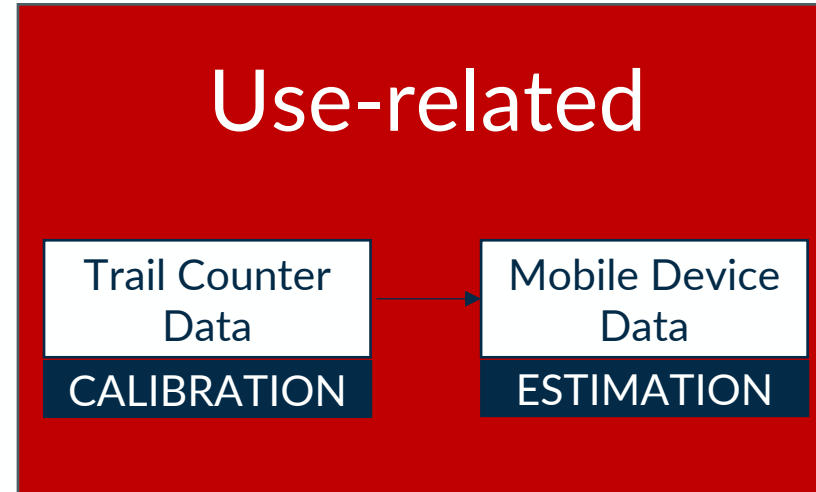 Use-related
Trail Counter
Data
CALIBRATION
Mobile Device
Data
ESTIMATION